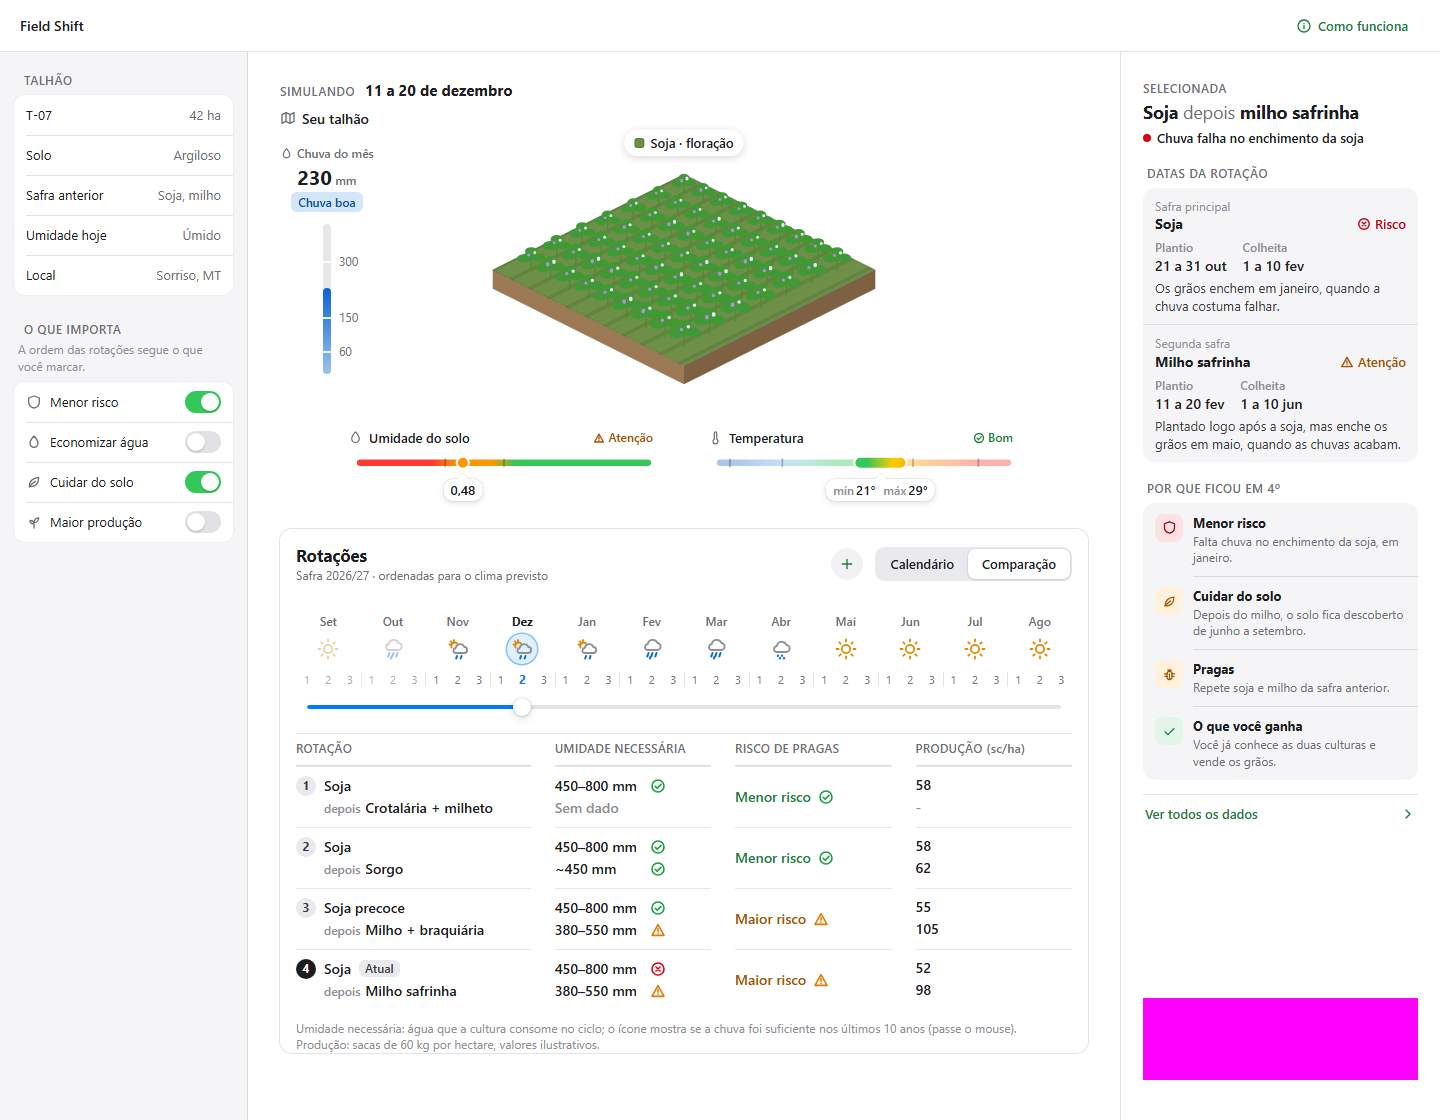 Field Shift
Como funciona
TALHÃO
T-07 42 ha
Solo Argiloso
Safra anterior Soja, milho
Umidade hoje Úmido
Local Sorriso, MT
O QUE IMPORTA
A ordem das rotações segue o que
você marcar.
Menor risco
Economizar água
Cuidar do solo
Maior produção
SIMULANDO 11 a 20 de dezembro
Seu talhão
Chuva do mês
230 mm
Chuva boa
300
150
60
Soja · floração
Umidade do solo Atenção
0,48
Temperatura Bom
mín 21° máx 29°
Rotações
Safra 2026/27 · ordenadas para o clima previsto
+
Calendário Comparação
Set Out Nov Dez Jan Fev Mar Abr Mai Jun Jul Ago
1 2 3 1 2 3 1 2 3 1 2 3 1 2 3 1 2 3 1 2 3 1 2 3 1 2 3 1 2 3 1 2 3 1 2 3
ROTAÇÃO UMIDADE NECESSÁRIA RISCO DE PRAGAS PRODUÇÃO (sc/ha)
1 Soja 450–800 mm 58
Menor risco
depois Crotalária + milheto Sem dado -
2 Soja 450–800 mm 58
Menor risco
depois Sorgo ~450 mm 62
3 Soja precoce 450–800 mm 55
Maior risco
depois Milho + braquiária 380–550 mm 105
4 Soja Atual 450–800 mm 52
Maior risco
depois Milho safrinha 380–550 mm 98
Umidade necessária: água que a cultura consome no ciclo; o ícone mostra se a chuva foi suficiente nos últimos 10 anos (passe o mouse).
Produção: sacas de 60 kg por hectare, valores ilustrativos.
SELECIONADA
Soja depois milho safrinha
Chuva falha no enchimento da soja
DATAS DA ROTAÇÃO
Safra principal
Soja Risco
Plantio Colheita
21 a 31 out 1 a 10 fev
Os grãos enchem em janeiro, quando a
chuva costuma falhar.
Segunda safra
Milho safrinha Atenção
Plantio Colheita
11 a 20 fev 1 a 10 jun
Plantado logo após a soja, mas enche os
grãos em maio, quando as chuvas acabam.
POR QUE FICOU EM 4º
Menor risco
Falta chuva no enchimento da soja, em
janeiro.
Cuidar do solo
Depois do milho, o solo fica descoberto
de junho a setembro.
Pragas
Repete soja e milho da safra anterior.
O que você ganha
Você já conhece as duas culturas e
vende os grãos.
Ver todos os dados